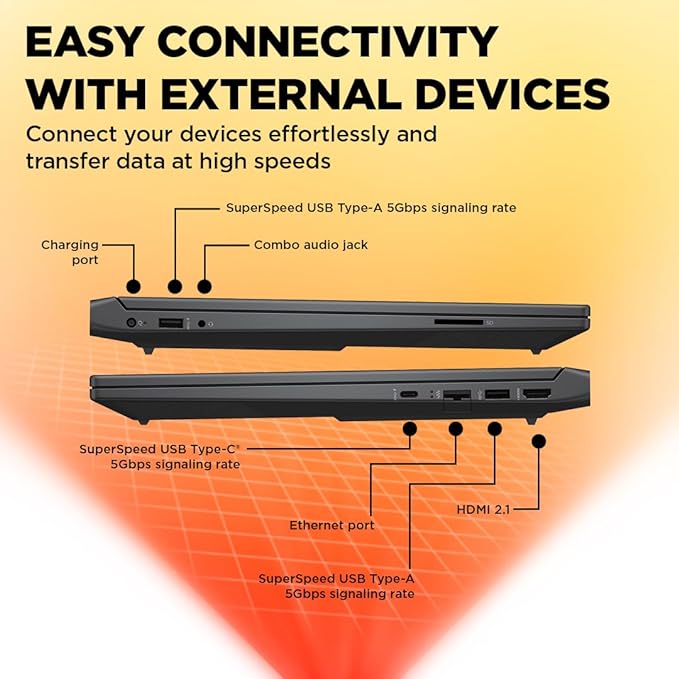 EASY CONNECTIVITY
WITH EXTERNAL DEVICES
Connect your devices effortlessly and
transfer data at high speeds
SuperSpeed USB Type-A 5Gbps signaling rate
Charging
port
Combo audio jack
SD
SuperSpeed USB Type-C®
5Gbps signaling rate
HDMI 2.1
Ethernet port
SuperSpeed USB Type-A
5Gbps signaling rate